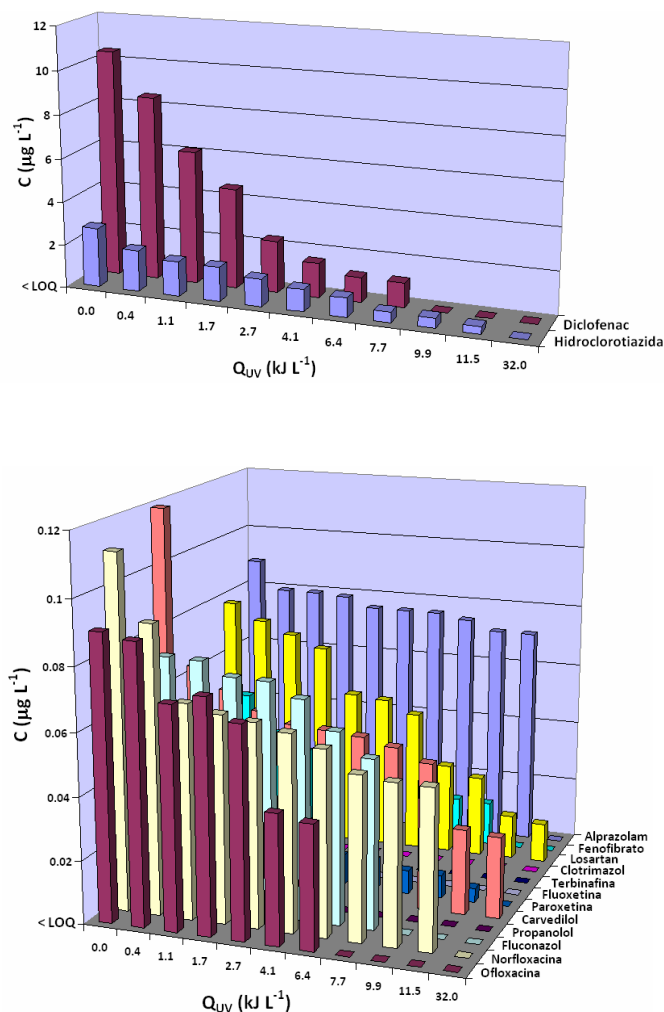 12
10
8
6
4
2
< LOQ
C (µg L-1)
0.0
0.4
1.1
1.7
2.7
4.1
6.4
7.7
9.9
11.5
32.0
QUV (kJ L-1)
Diclofenac
Hidroclorotiazida
0.12
0.1
0.08
0.06
0.04
0.02
< LOQ
C (µg L-1)
0.0
0.4
1.1
1.7
2.7
4.1
6.4
7.7
9.9
11.5
32.0
QUV (kJ L-1)
Alprazolam
Fenofibrato
Losartan
Clotrimazol
Terbinafina
Fluoxetina
Paroxetina
Carvedilol
Propanolol
Fluconazol
Norfloxacina
Ofloxacina